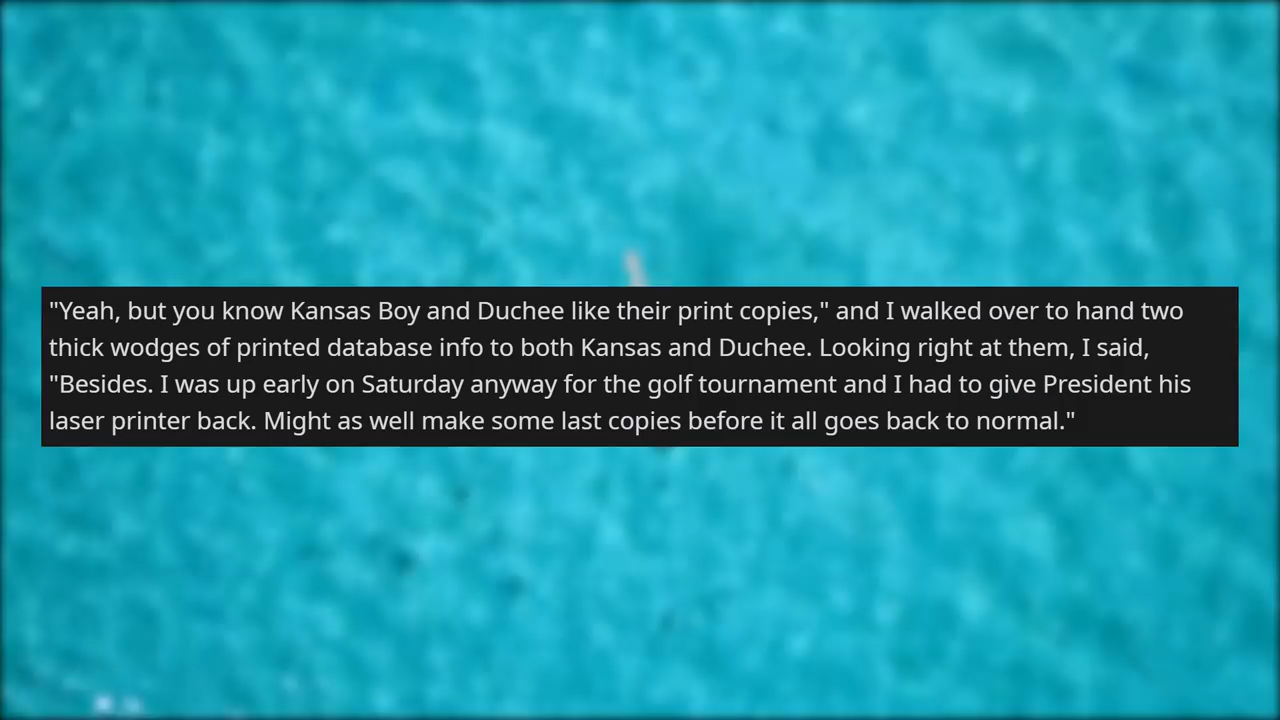 "Yeah, but you know Kansas Boy and Duchee like their print copies," and I walked over to hand two
thick wodges of printed database info to both Kansas and Duchee. Looking right at them, I said,
"Besides. I was up early on Saturday anyway for the golf tournament and I had to give President his
laser printer back. Might as well make some last copies before it all goes back to normal."